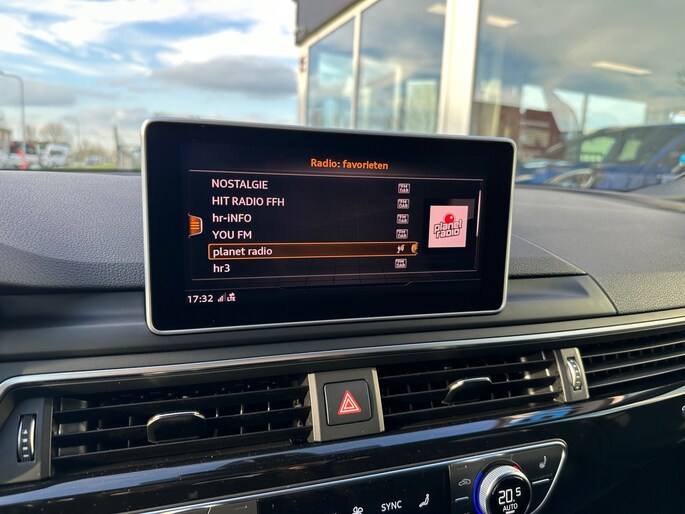 Radio: favorieten
NOSTALGIE
HIT RADIO FFH
hr-iNFO
YOU FM
planet radio
hr3
planet
radio
17:32 LTE
SYNC
20.5
AUTO